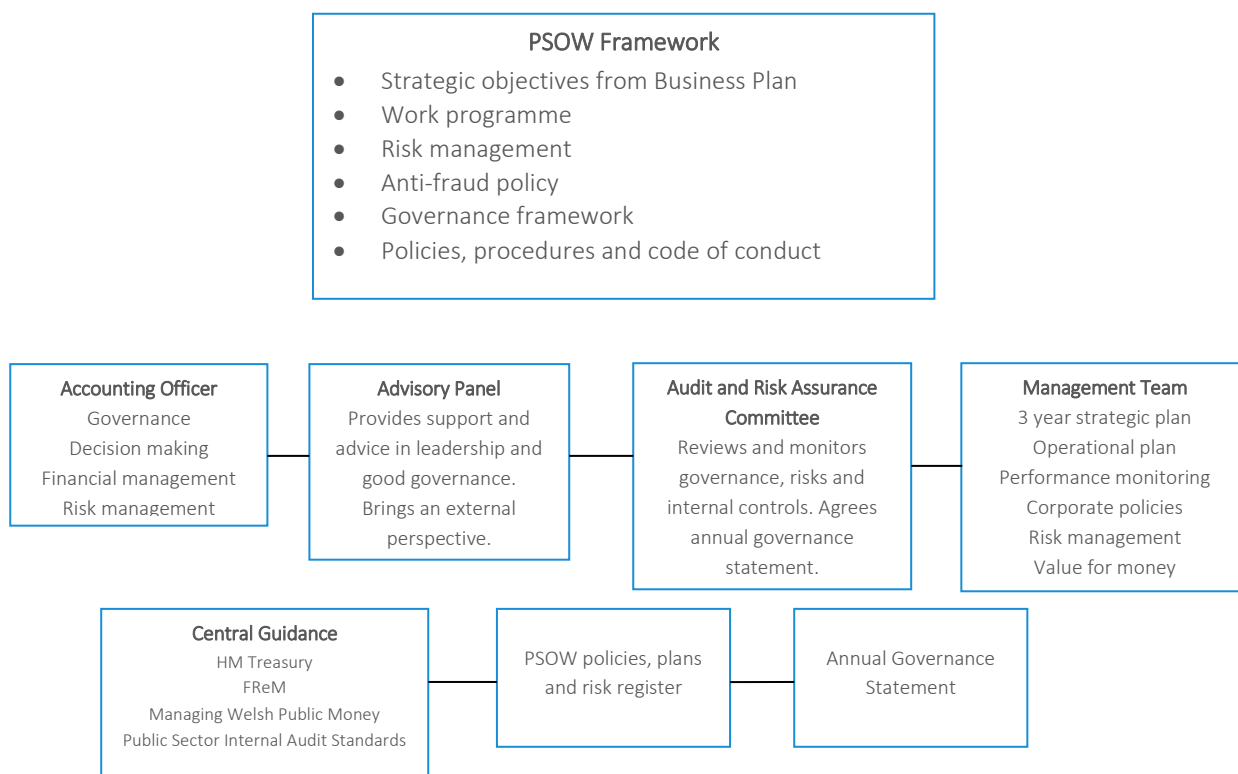 PSOW Framework
• Strategic objectives from Business Plan
• Work programme
• Risk management
• Anti-fraud policy
• Governance framework
• Policies, procedures and code of conduct
Accounting Officer
Governance
Decision making
Financial management
Risk management
Advisory Panel
Provides support and
advice in leadership and
good governance.
Brings an external
perspective.
Audit and Risk Assurance
Committee
Reviews and monitors
governance, risks and
internal controls. Agrees
annual governance
statement.
Management Team
3 year strategic plan
Operational plan
Performance monitoring
Corporate policies
Risk management
Value for money
Central Guidance
HM Treasury
FReM
Managing Welsh Public Money
Public Sector Internal Audit Standards
PSOW policies, plans
and risk register
Annual Governance
Statement